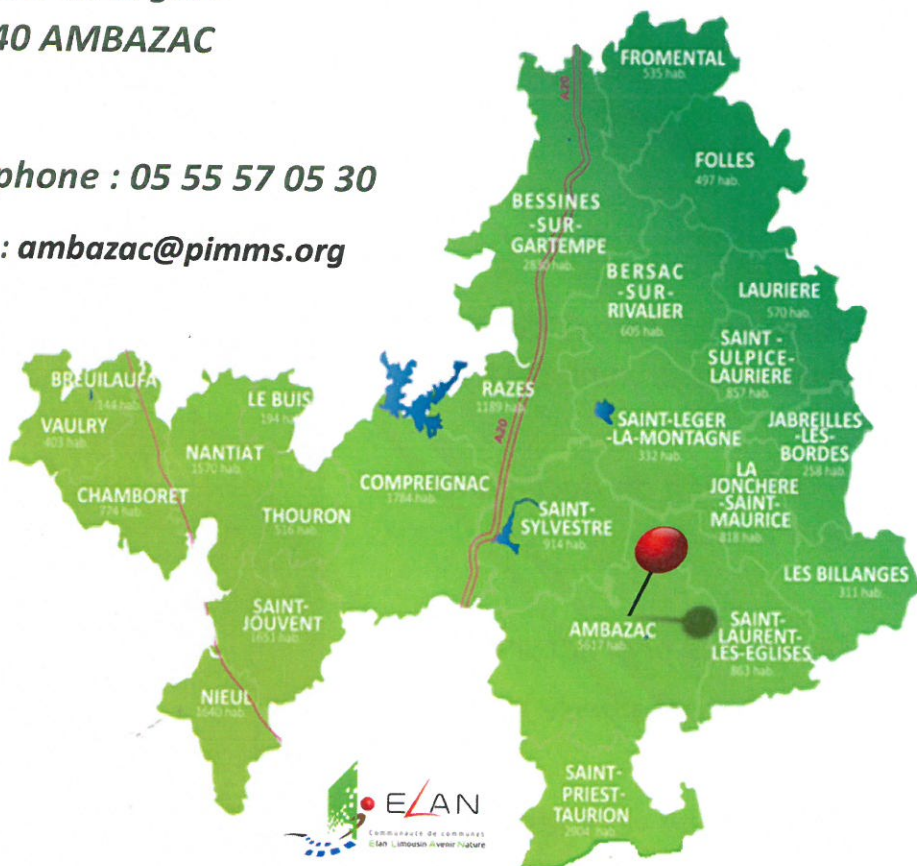 40 AMBAZAC
phone : 05 55 57 05 30
: ambazac@pimms.org
FROMENTAL
535 hab.
A20
FOLLES
497 hab.
BESSINES
-SUR-
GARTEMPE
2850 hab.
BERSAC
-SUR-
RIVALIER
605 hab.
LAURIERE
570 hab.
SAINT -
SULPICE-
LAURIERE
857 hab.
BREUILAUFA
144 hab.
LE BUIS
194 hab.
RAZES
1189 hab.
VAULRY
403 hab.
A20
SAINT-LEGER
-LA-MONTAGNE
332 hab.
JABREILLES
-LES-
BORDES
258 hab.
NANTIAT
1570 hab.
COMPREIGNAC
1784 hab.
LA
JONCHERE
-SAINT-
MAURICE
818 hab.
CHAMBORET
774 hab.
THOURON
516 hab.
SAINT-
SYLVESTRE
914 hab.
LES BILLANGES
311 hab.
SAINT-
JOUVENT
1651 hab.
AMBAZAC
5617 hab.
SAINT-
LAURENT-
LES-EGLISES
863 hab.
NIEUL
1640 hab.
SAINT-
PRIEST-
TAURION
2904 hab.
ELAN
Communauté de communes
Elan Limousin Avenir Nature